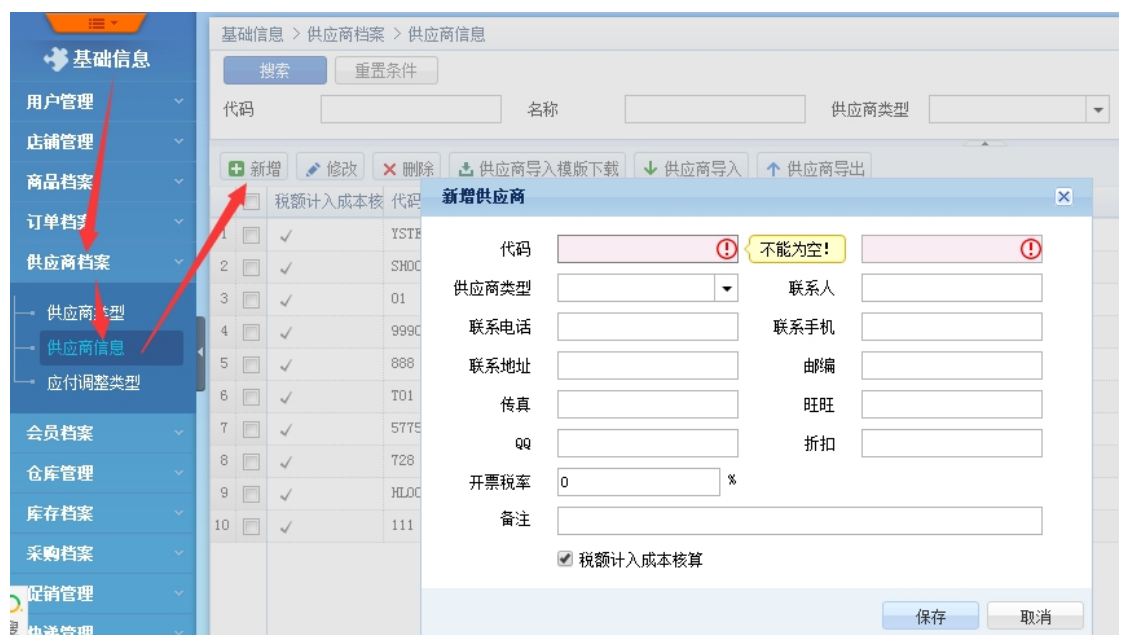 基础信息 > 供应商档案 > 供应商信息
基础信息
搜索 重置条件
用户管理
代码 名称 供应商类型
店铺管理
新增 修改 删除 供应商导入模版下载 供应商导入 供应商导出
商品档案
新增供应商
税额计入成本核 代码
订单档案
代码 不能为空!
1 YSTE
供应商档案
2 SHOC
供应商类型 联系人
3 01
供应商类型
联系电话 联系手机
4 9990
供应商信息
5 888
联系地址 邮编
应付调整类型
6 T01
传真 旺旺
7 5775
会员档案
QQ 折扣
8 728
仓库管理
开票税率 0 %
9 HLOC
库存档案
备注
10 111
采购档案
税额计入成本核算
促销管理
保存 取消
快递管理